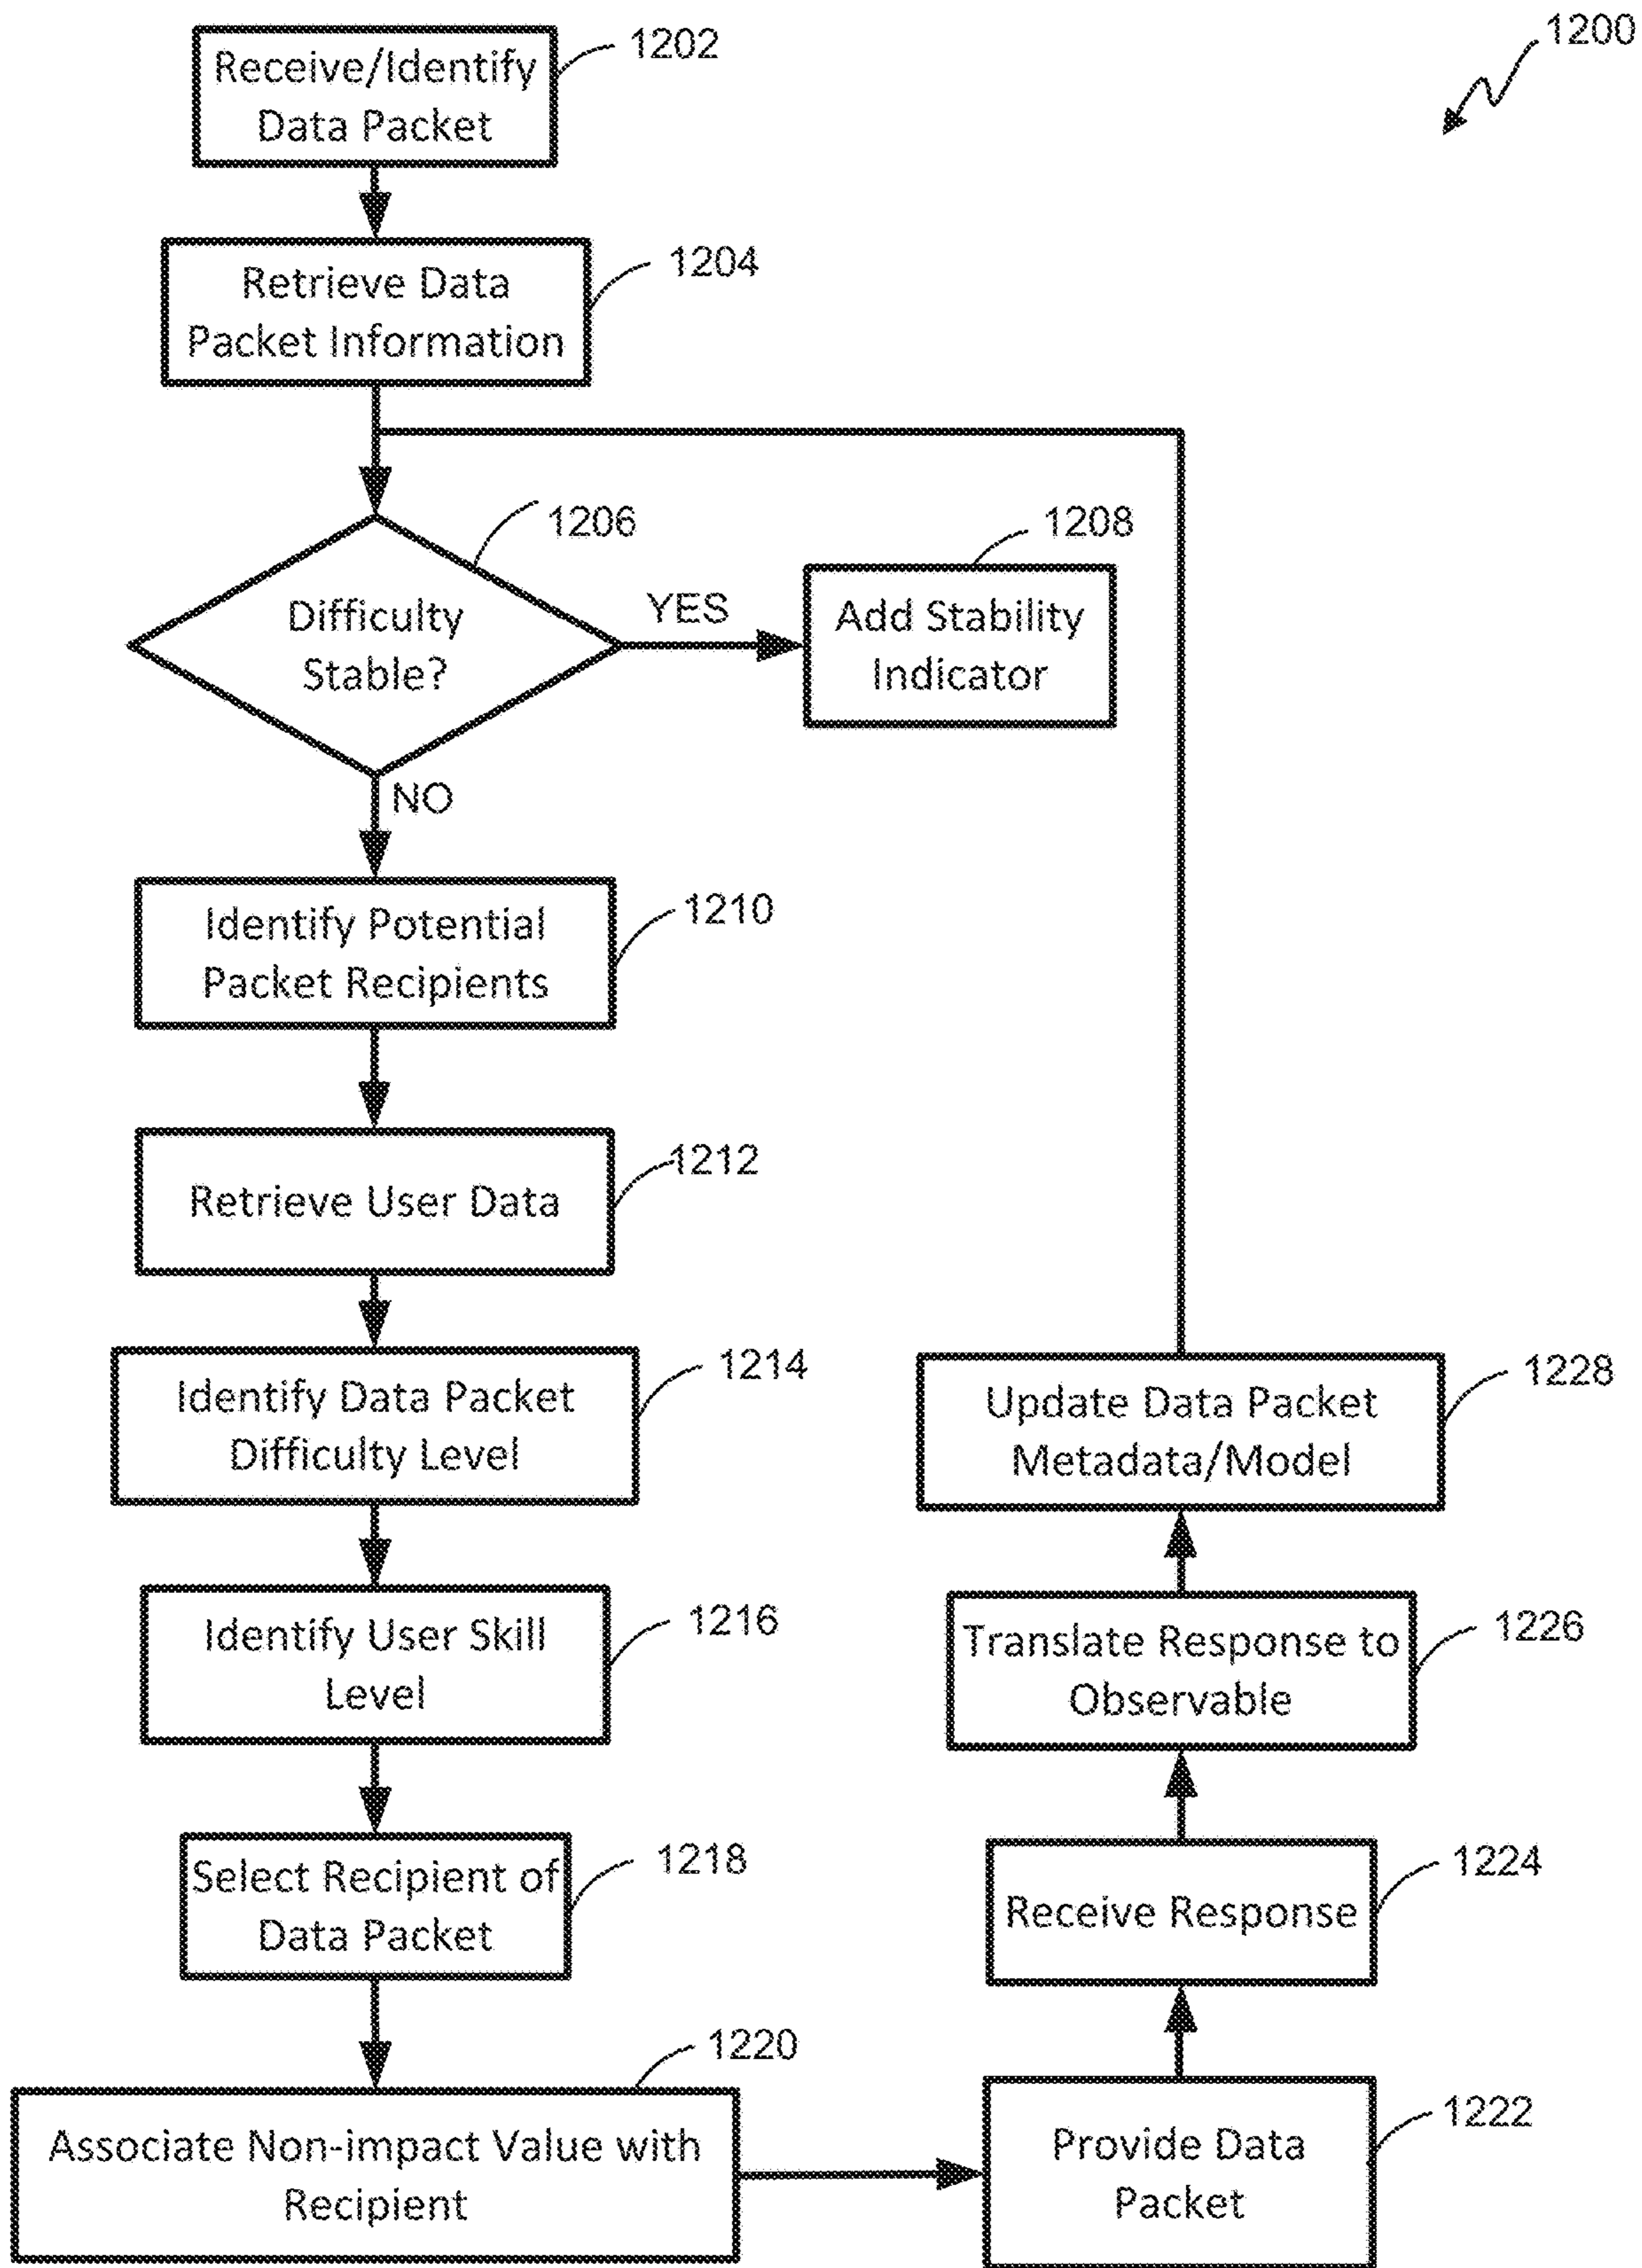 1200
Receive/Identify
Data Packet
1202
Retrieve Data
Packet Information
1204
Difficulty
Stable?
1206
YES
Add Stability
Indicator
1208
NO
Identify Potential
Packet Recipients
1210
Retrieve User Data
1212
Identify Data Packet
Difficulty Level
1214
Identify User Skill
Level
1216
Select Recipient of
Data Packet
1218
Associate Non-impact Value with
Recipient
1220
Provide Data
Packet
1222
Receive Response
1224
Translate Response to
Observable
1226
Update Data Packet
Metadata/Model
1228